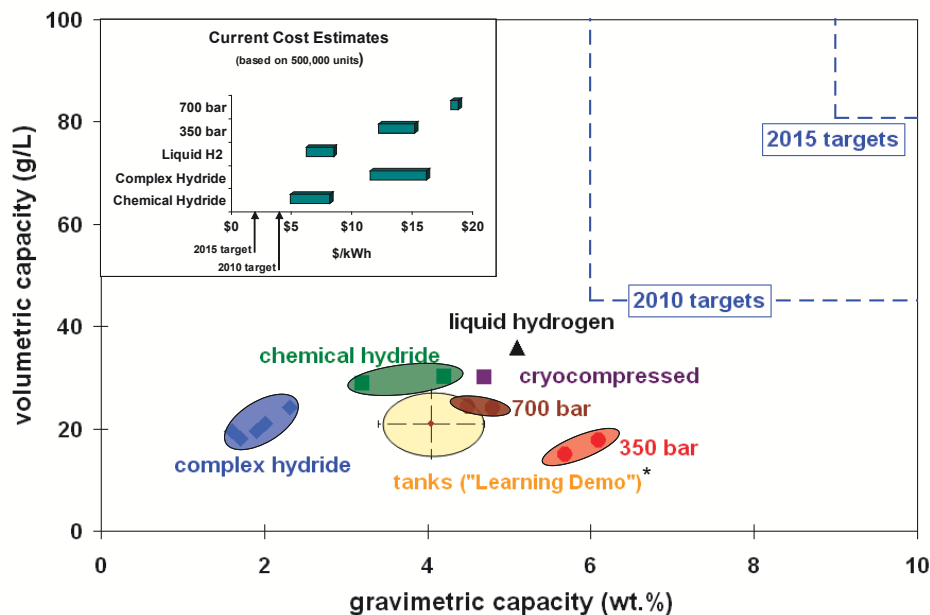 100
80
60
40
20
0
volumetric capacity (g/L)
Current Cost Estimates
(based on 500,000 units)
700 bar
350 bar
Liquid H2
Complex Hydride
Chemical Hydride
$0
$5
$10
$15
$20
2015 target
$/kWh
2010 target
2015 targets
2010 targets
liquid hydrogen
chemical hydride
cryocompressed
700 bar
350 bar
complex hydride
tanks ("Learning Demo")*
0
2
4
6
8
10
gravimetric capacity (wt.%)